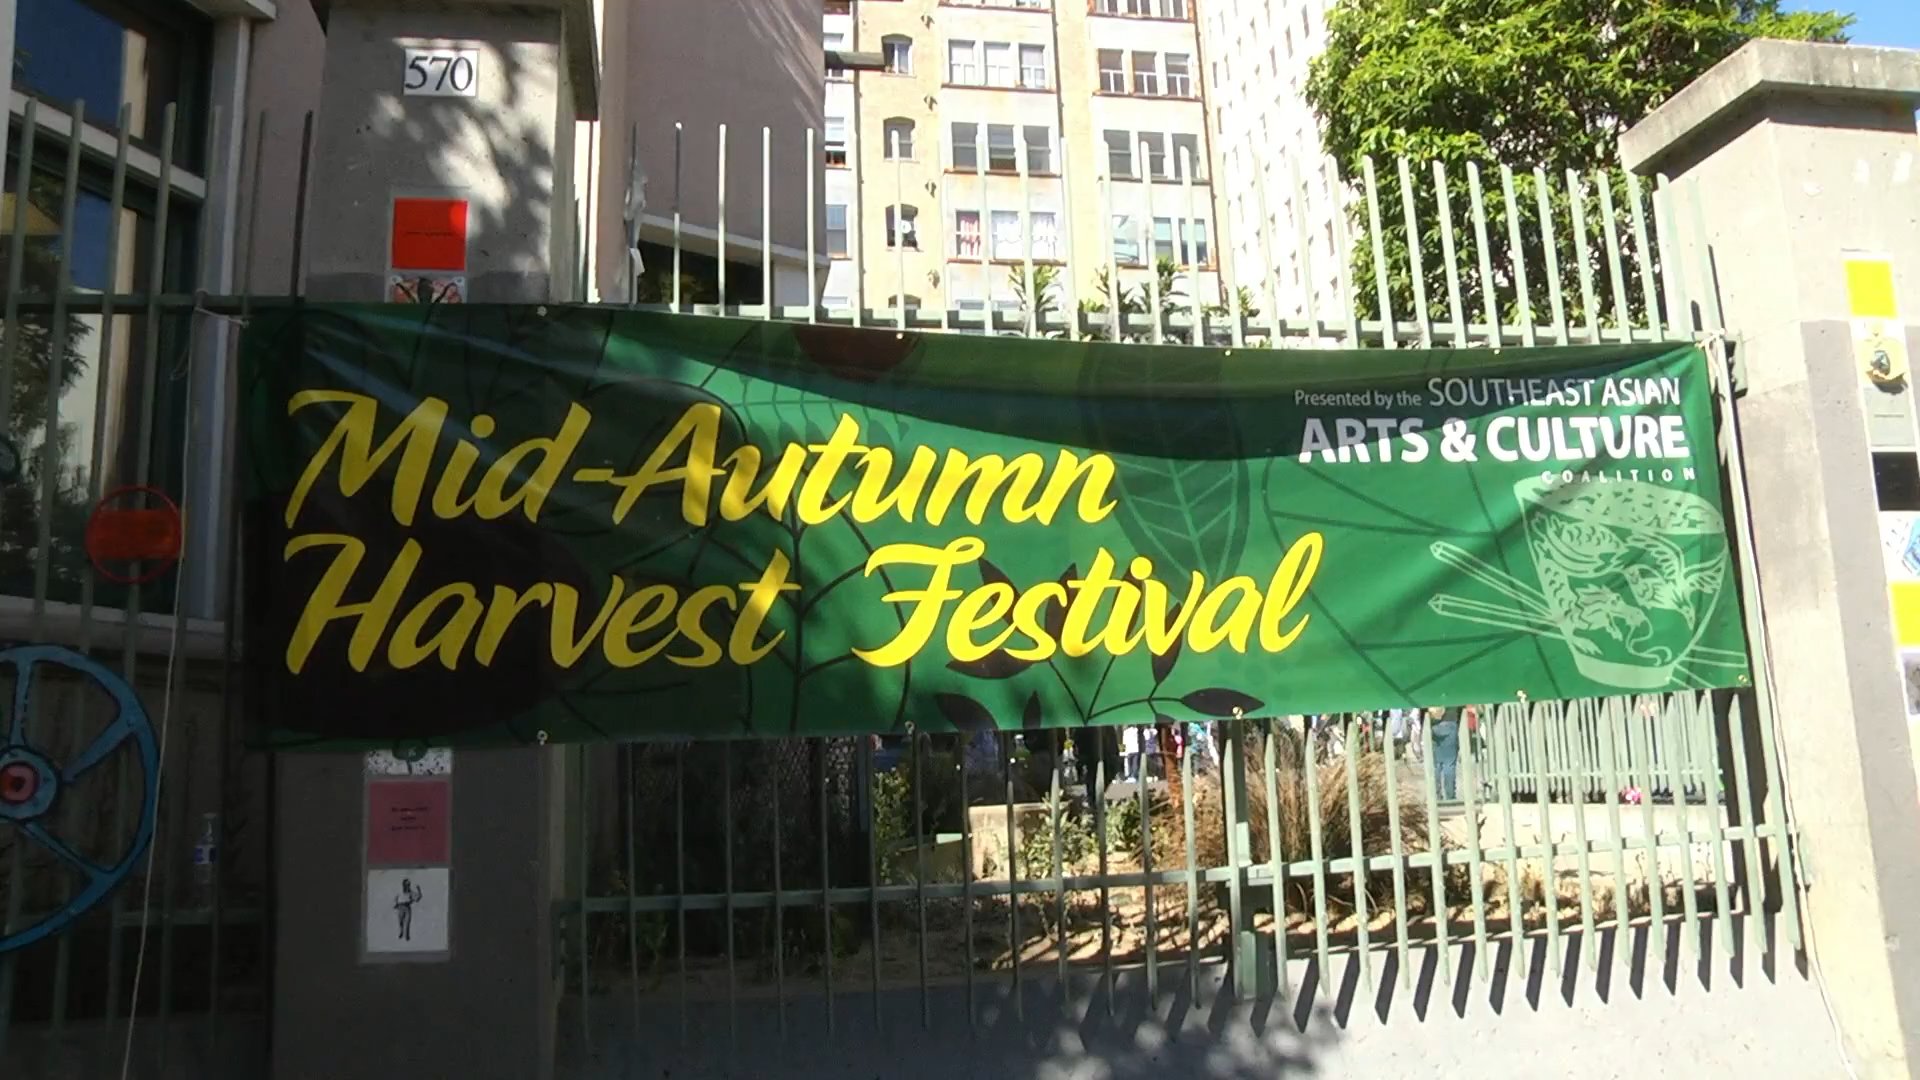 570
Mid-Autumn
Harvest Festival
Presented by the SOUTHEAST ASIAN
ARTS & CULTURE
COALITION